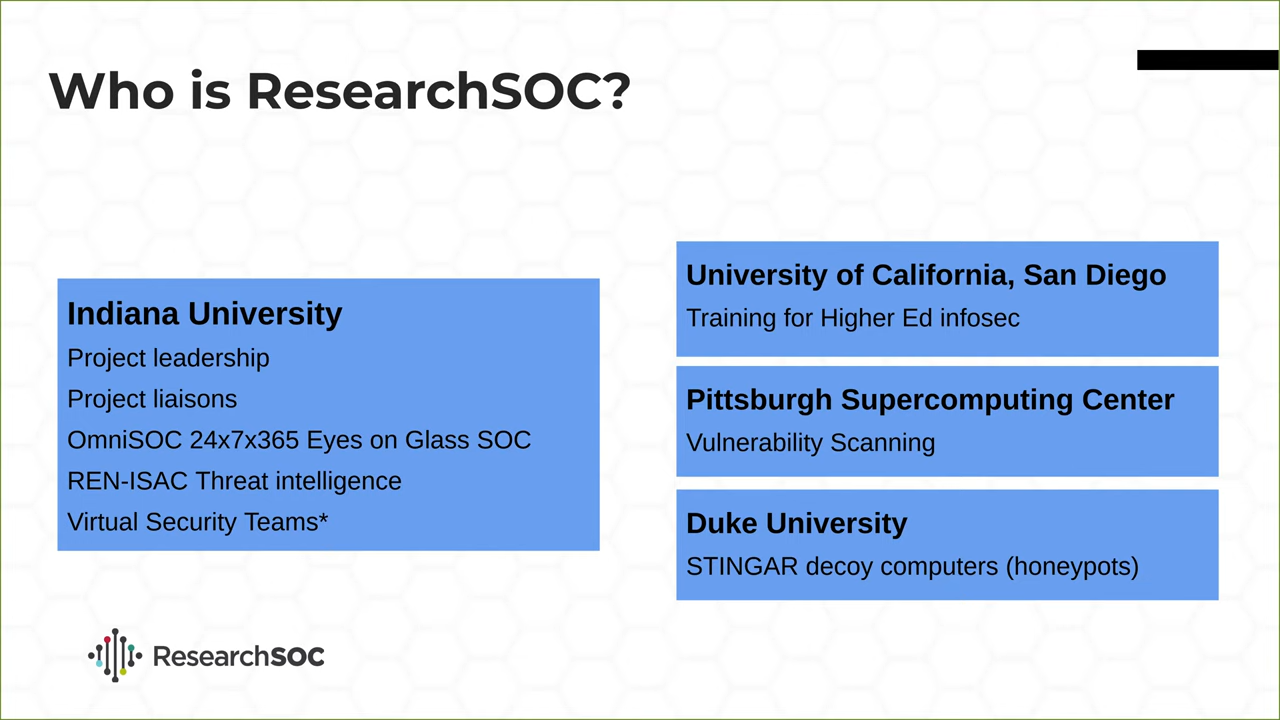 Who is ResearchSOC?
Indiana University
Project leadership
Project liaisons
OmniSOC 24x7x365 Eyes on Glass SOC
REN-ISAC Threat intelligence
Virtual Security Teams*
University of California, San Diego
Training for Higher Ed infosec
Pittsburgh Supercomputing Center
Vulnerability Scanning
Duke University
STINGAR decoy computers (honeypots)
ResearchSOC